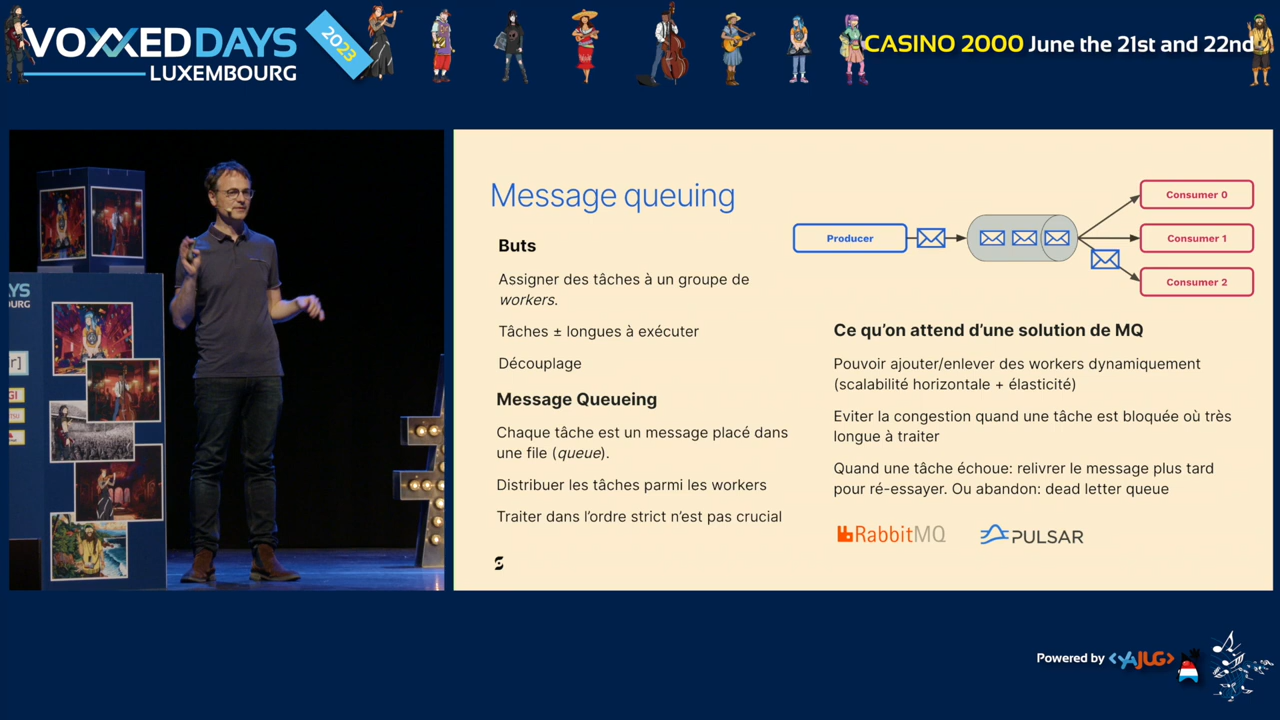 VOXXEDDAYS
LUXEMBOURG
2023
CASINO 2000 June the 21st and 22nd
Message queuing
Buts
Assigner des tâches à un groupe de
workers.
Tâches ± longues à exécuter
Découplage
Message Queueing
Chaque tâche est un message placé dans
une file (queue).
Distribuer les tâches parmi les workers
Traiter dans l'ordre strict n'est pas crucial
Producer
Consumer 0
Consumer 1
Consumer 2
Ce qu'on attend d'une solution de MQ
Pouvoir ajouter/enlever des workers dynamiquement
(scalabilité horizontale + élasticité)
Eviter la congestion quand une tâche est bloquée où très
longue à traiter
Quand une tâche échoue: relivrer le message plus tard
pour ré-essayer. Ou abandon: dead letter queue
RabbitMQ
PULSAR
Powered by <YAJUG>